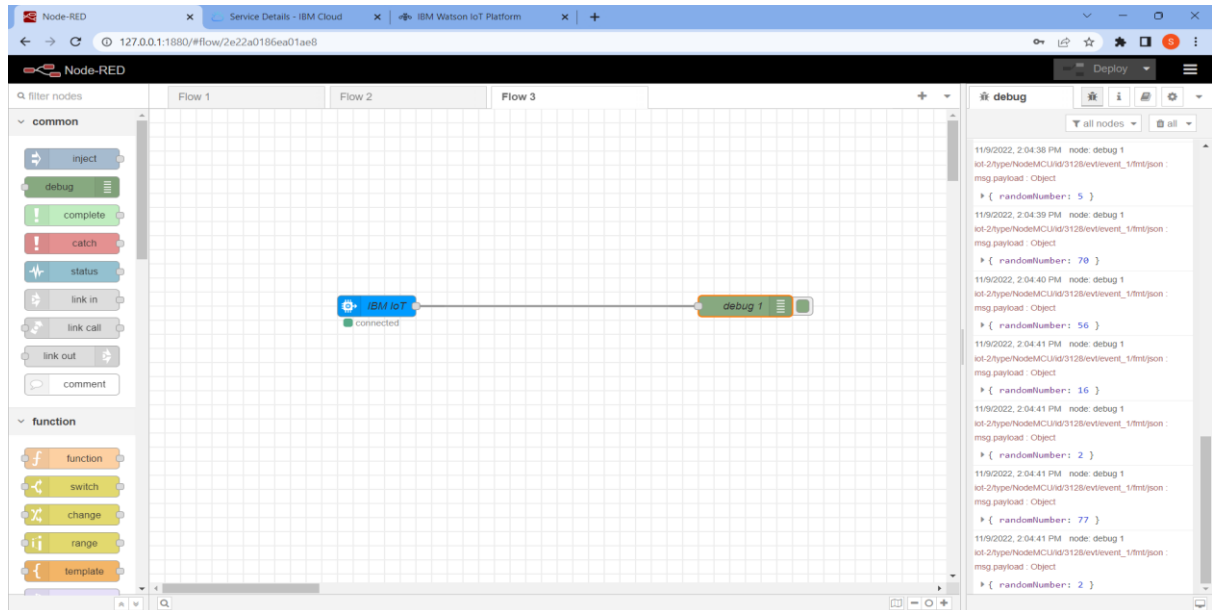 Node-RED
Service Details - IBM Cloud
IBM Watson IoT Platform
127.0.0.1:1880/#flow/2e22a0186ea01ae8
S
Node-RED
Deploy
filter nodes
Flow 1
Flow 2
Flow 3
debug
i
common
all nodes
all
inject
debug
complete
catch
status
link in
link call
link out
comment
function
function
switch
change
range
template
IBM IoT
connected
debug 1
11/9/2022, 2:04:38 PM node: debug 1
iot-2/type/NodeMCU/id/3128/evt/event_1/fmt/json :
msg.payload : Object
{ randomNumber: 5 }
11/9/2022, 2:04:39 PM node: debug 1
iot-2/type/NodeMCU/id/3128/evt/event_1/fmt/json :
msg.payload : Object
{ randomNumber: 70 }
11/9/2022, 2:04:40 PM node: debug 1
iot-2/type/NodeMCU/id/3128/evt/event_1/fmt/json :
msg.payload : Object
{ randomNumber: 56 }
11/9/2022, 2:04:41 PM node: debug 1
iot-2/type/NodeMCU/id/3128/evt/event_1/fmt/json :
msg.payload : Object
{ randomNumber: 16 }
11/9/2022, 2:04:41 PM node: debug 1
iot-2/type/NodeMCU/id/3128/evt/event_1/fmt/json :
msg.payload : Object
{ randomNumber: 2 }
11/9/2022, 2:04:41 PM node: debug 1
iot-2/type/NodeMCU/id/3128/evt/event_1/fmt/json :
msg.payload : Object
{ randomNumber: 77 }
11/9/2022, 2:04:41 PM node: debug 1
iot-2/type/NodeMCU/id/3128/evt/event_1/fmt/json :
msg.payload : Object
{ randomNumber: 2 }